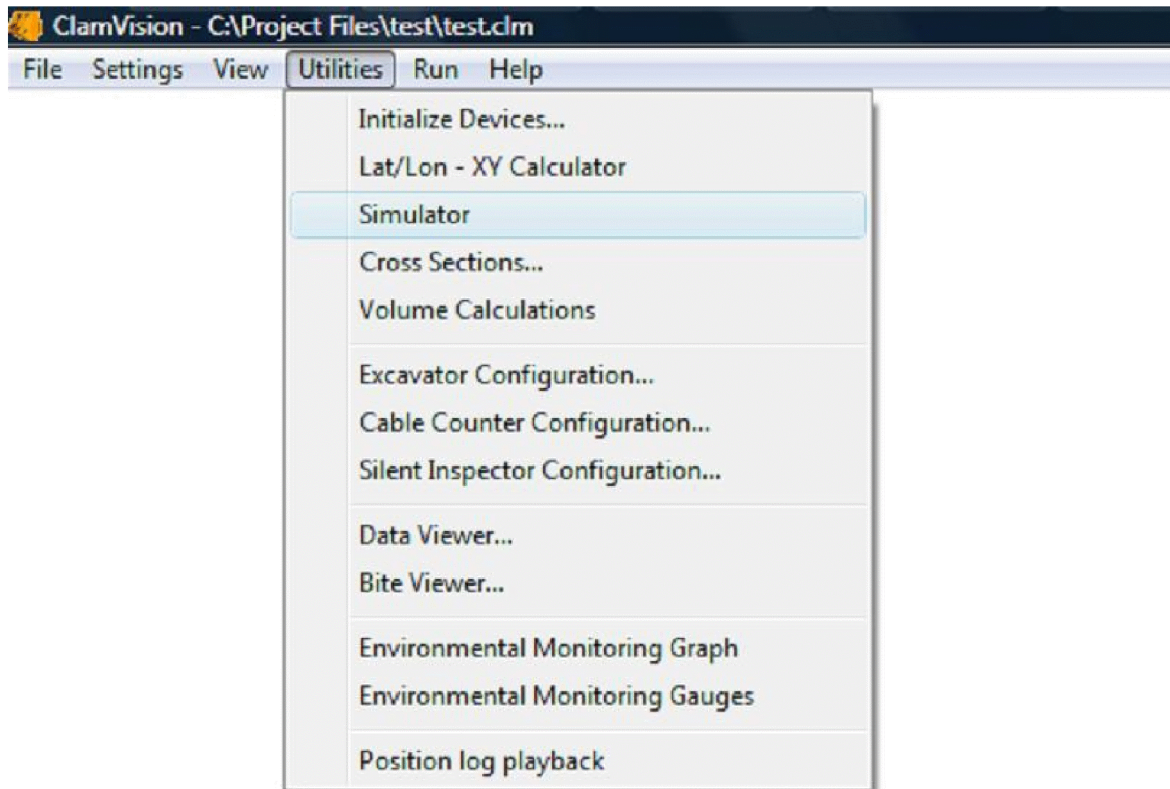 ClamVision - C:\Project Files\test\test.clm
File Settings View Utilities Run Help
Initialize Devices...
Lat/Lon - XY Calculator
Simulator
Cross Sections...
Volume Calculations
Excavator Configuration...
Cable Counter Configuration...
Silent Inspector Configuration...
Data Viewer...
Bite Viewer...
Environmental Monitoring Graph
Environmental Monitoring Gauges
Position log playback